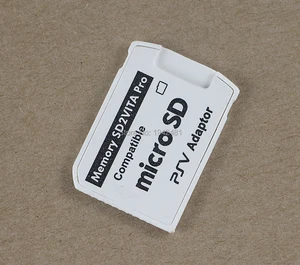 Memory SD2VITA Pro
Compatible
micro SD
PSV Adaptor